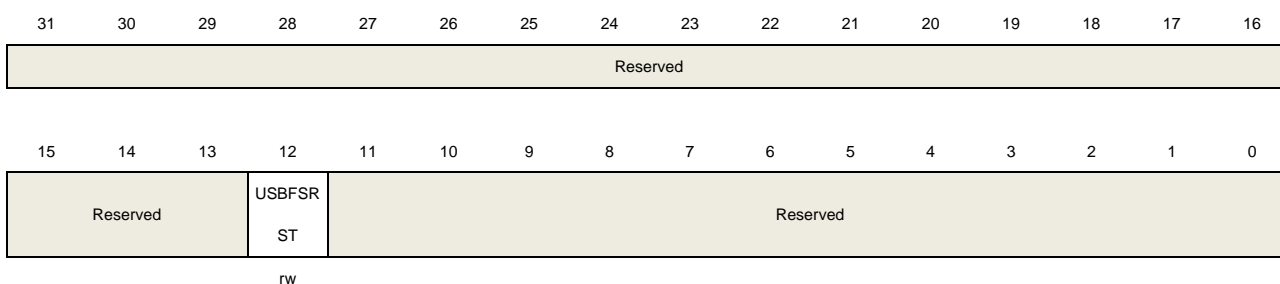 31 30 29 28 27 26 25 24 23 22 21 20 19 18 17 16
Reserved
15 14 13 12 11 10 9 8 7 6 5 4 3 2 1 0
Reserved USBFSR ST Reserved
rw